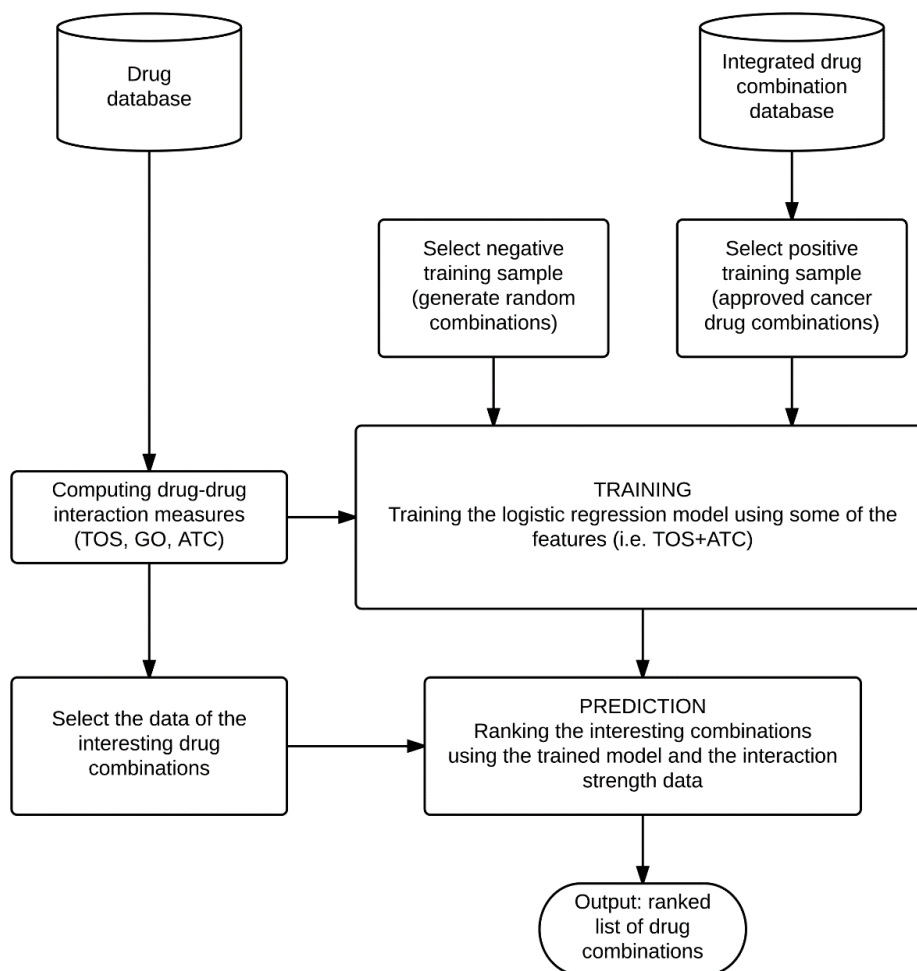 Drug
database
Integrated drug
combination
database
Select negative
training sample
(generate random
combinations)
Select positive
training sample
(approved cancer
drug combinations)
Computing drug-drug
interaction measures
(TOS, GO, ATC)
TRAINING
Training the logistic regression model using some of the
features (i.e. TOS+ATC)
Select the data of the
interesting drug
combinations
PREDICTION
Ranking the interesting combinations
using the trained model and the interaction
strength data
Output: ranked
list of drug
combinations